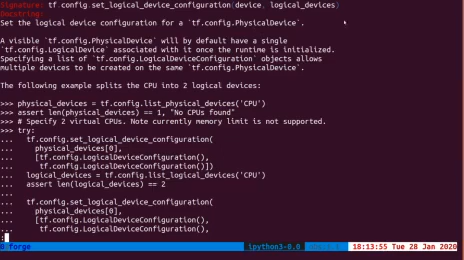 Signature: tf.config.set_logical_device_configuration(device, logical_devices)
Docstring:
Set the logical device configuration for a `tf.config.PhysicalDevice`.
A visible `tf.config.PhysicalDevice` will by default have a single
`tf.config.LogicalDevice` associated with it once the runtime is initialized.
Specifying a list of `tf.config.LogicalDeviceConfiguration` objects allows
multiple devices to be created on the same `tf.config.PhysicalDevice`.
The following example splits the CPU into 2 logical devices:
>>> physical_devices = tf.config.list_physical_devices('CPU')
>>> assert len(physical_devices) == 1, "No CPUs found"
>>> # Specify 2 virtual CPUs. Note currently memory limit is not supported.
>>> try:
...   tf.config.set_logical_device_configuration(
...     physical_devices[0],
...     [tf.config.LogicalDeviceConfiguration(),
...      tf.config.LogicalDeviceConfiguration()])
...   logical_devices = tf.config.list_logical_devices('CPU')
...   assert len(logical_devices) == 2
...
...   tf.config.set_logical_device_configuration(
...     physical_devices[0],
...     [tf.config.LogicalDeviceConfiguration(),
...      tf.config.LogicalDeviceConfiguration(),
:
0 forge ipython3-0.0 18:13:55 Tue 28 Jan 2020